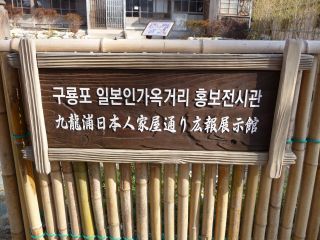 구룡포 일본인가옥거리 홍보전시관
九龍浦日本人家屋通り広報展示館